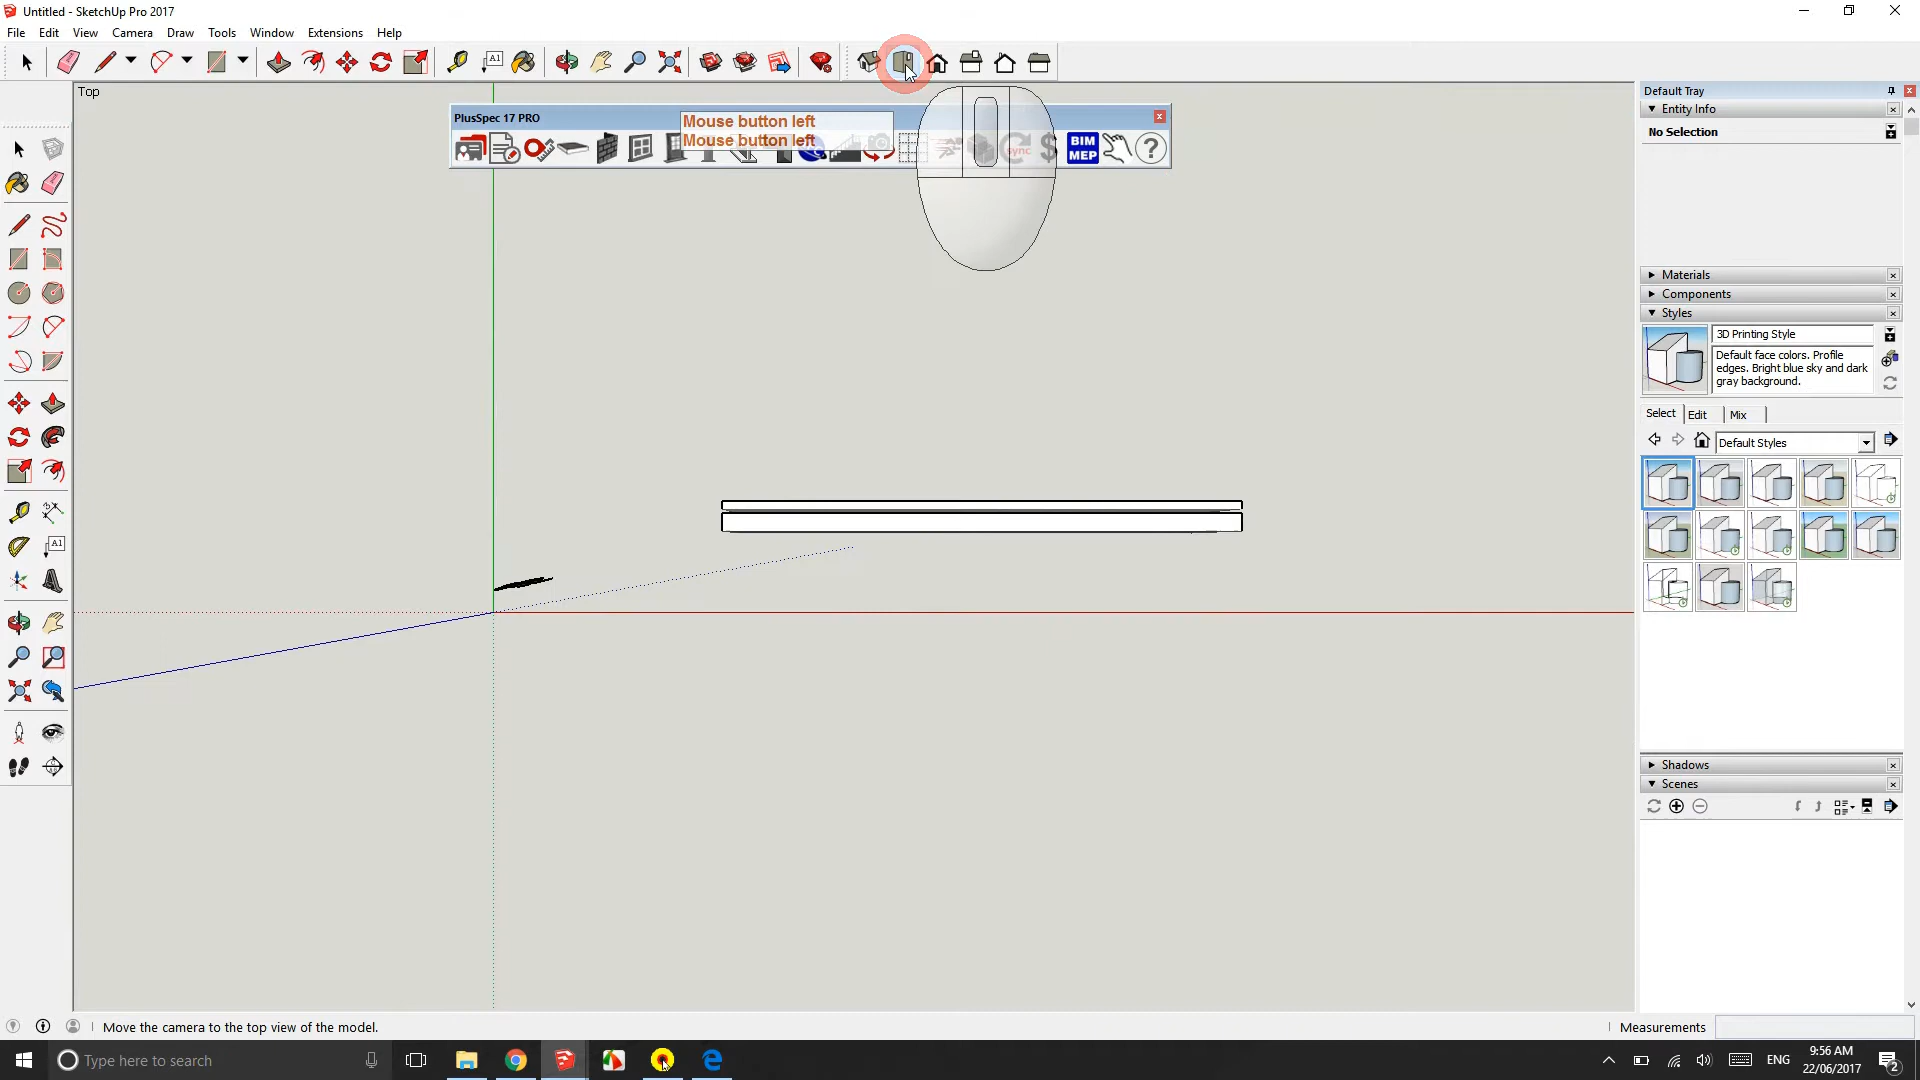 Untitled - SketchUp Pro 2017
File Edit View Camera Draw Tools Window Extensions Help
A1
Top
PlusSpec 17 PRO
Mouse button left
Mouse button left
sync
$
BIM
MEP
?
Default Tray
Entity Info
No Selection
Materials
Components
Styles
3D Printing Style
Default face colors. Profile
edges. Bright blue sky and dark
gray background.
Select Edit Mix
Default Styles
A1
Shadows
Scenes
Move the camera to the top view of the model.
Measurements
Type here to search
ENG
9:56 AM
22/06/2017
2